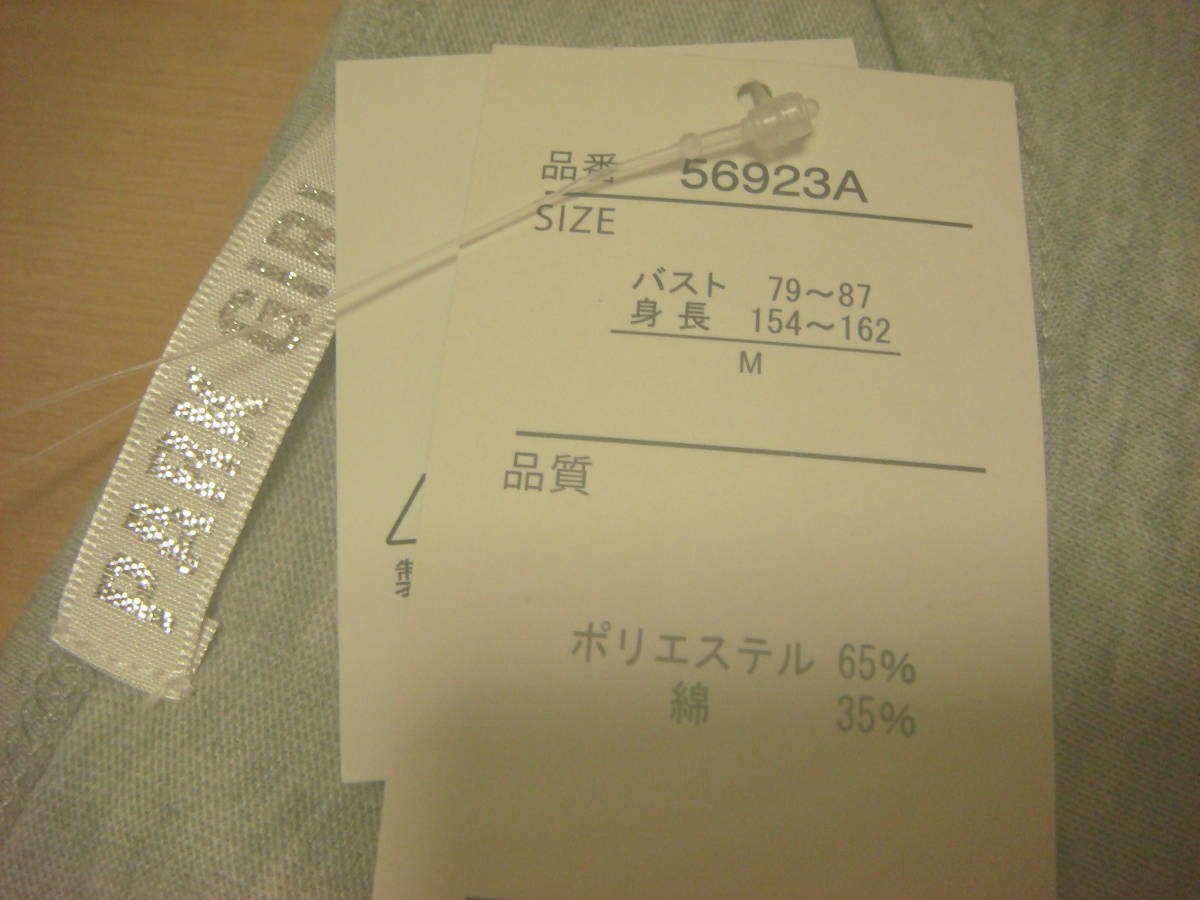 PARK GIRL
品番 56923A
SIZE
バスト 79～87
身長 154～162
M
品質
ポリエステル 65%
綿 35%